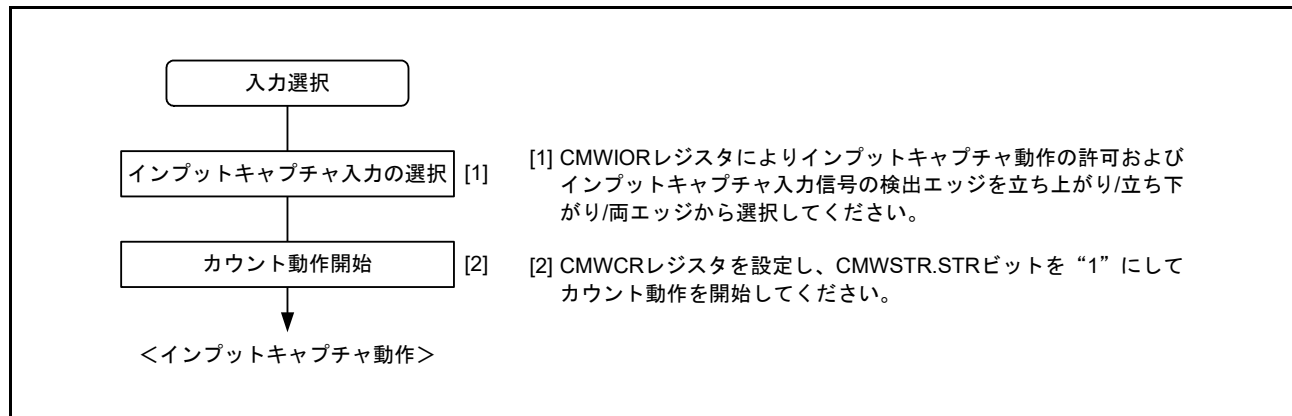 入力選択
インプットキャプチャ入力の選択 [1]
[1] CMWIORレジスタによりインプットキャプチャ動作の許可および
インプットキャプチャ入力信号の検出エッジを立ち上がり/立ち下
がり/両エッジから選択してください。
カウント動作開始 [2]
[2] CMWCRレジスタを設定し、CMWSTR.STRビットを“1”にして
カウント動作を開始してください。
＜インプットキャプチャ動作＞